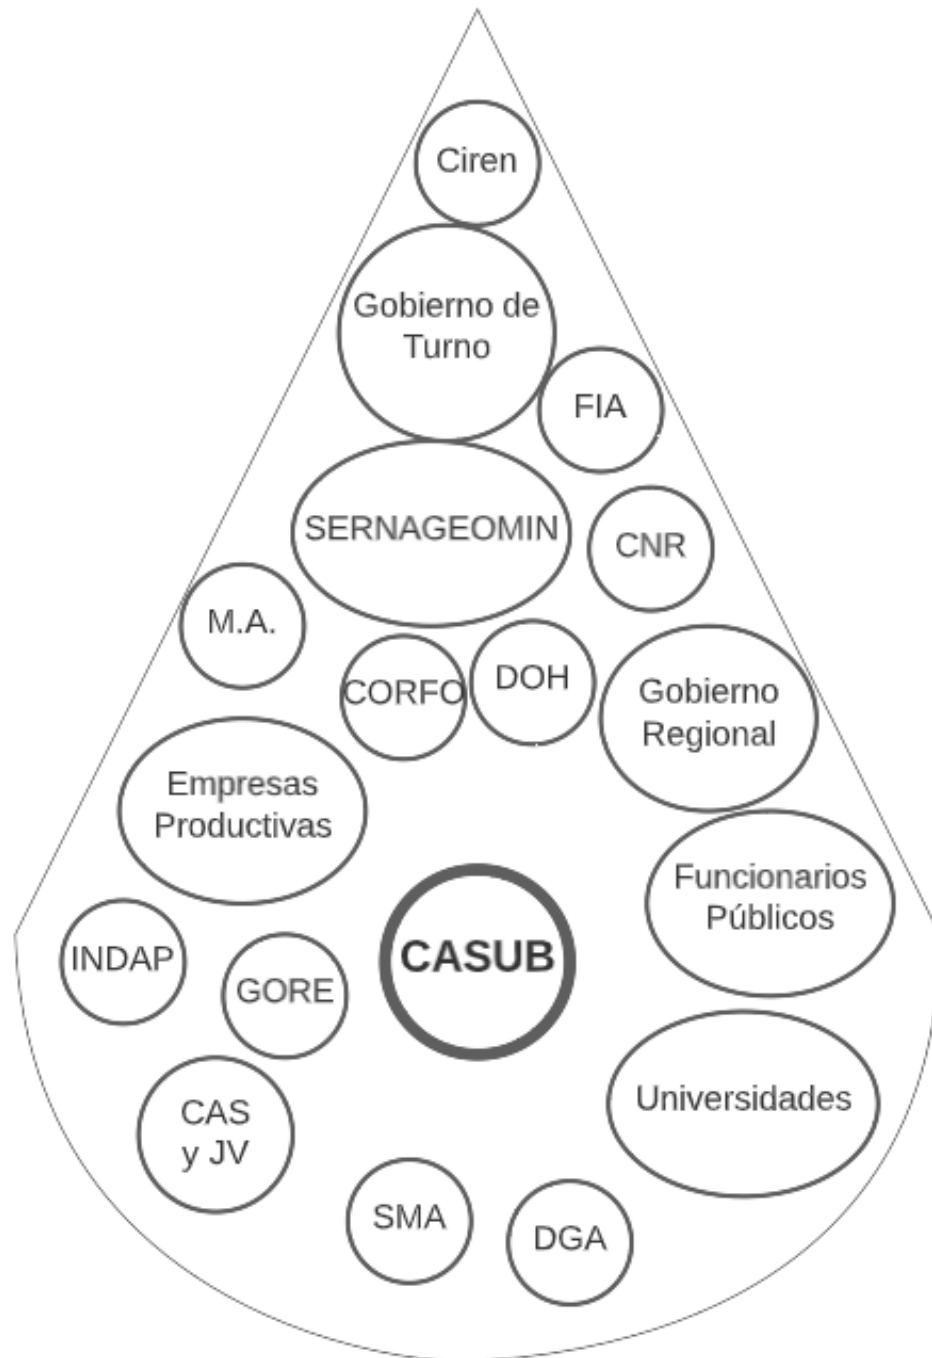 Ciren
Gobierno de
Turno
FIA
SERNAGEOMIN
CNR
M.A.
CORFO
DOH
Gobierno
Regional
Empresas
Productivas
Funcionarios
Públicos
INDAP
GORE
CASUB
CAS
y JV
Universidades
SMA
DGA